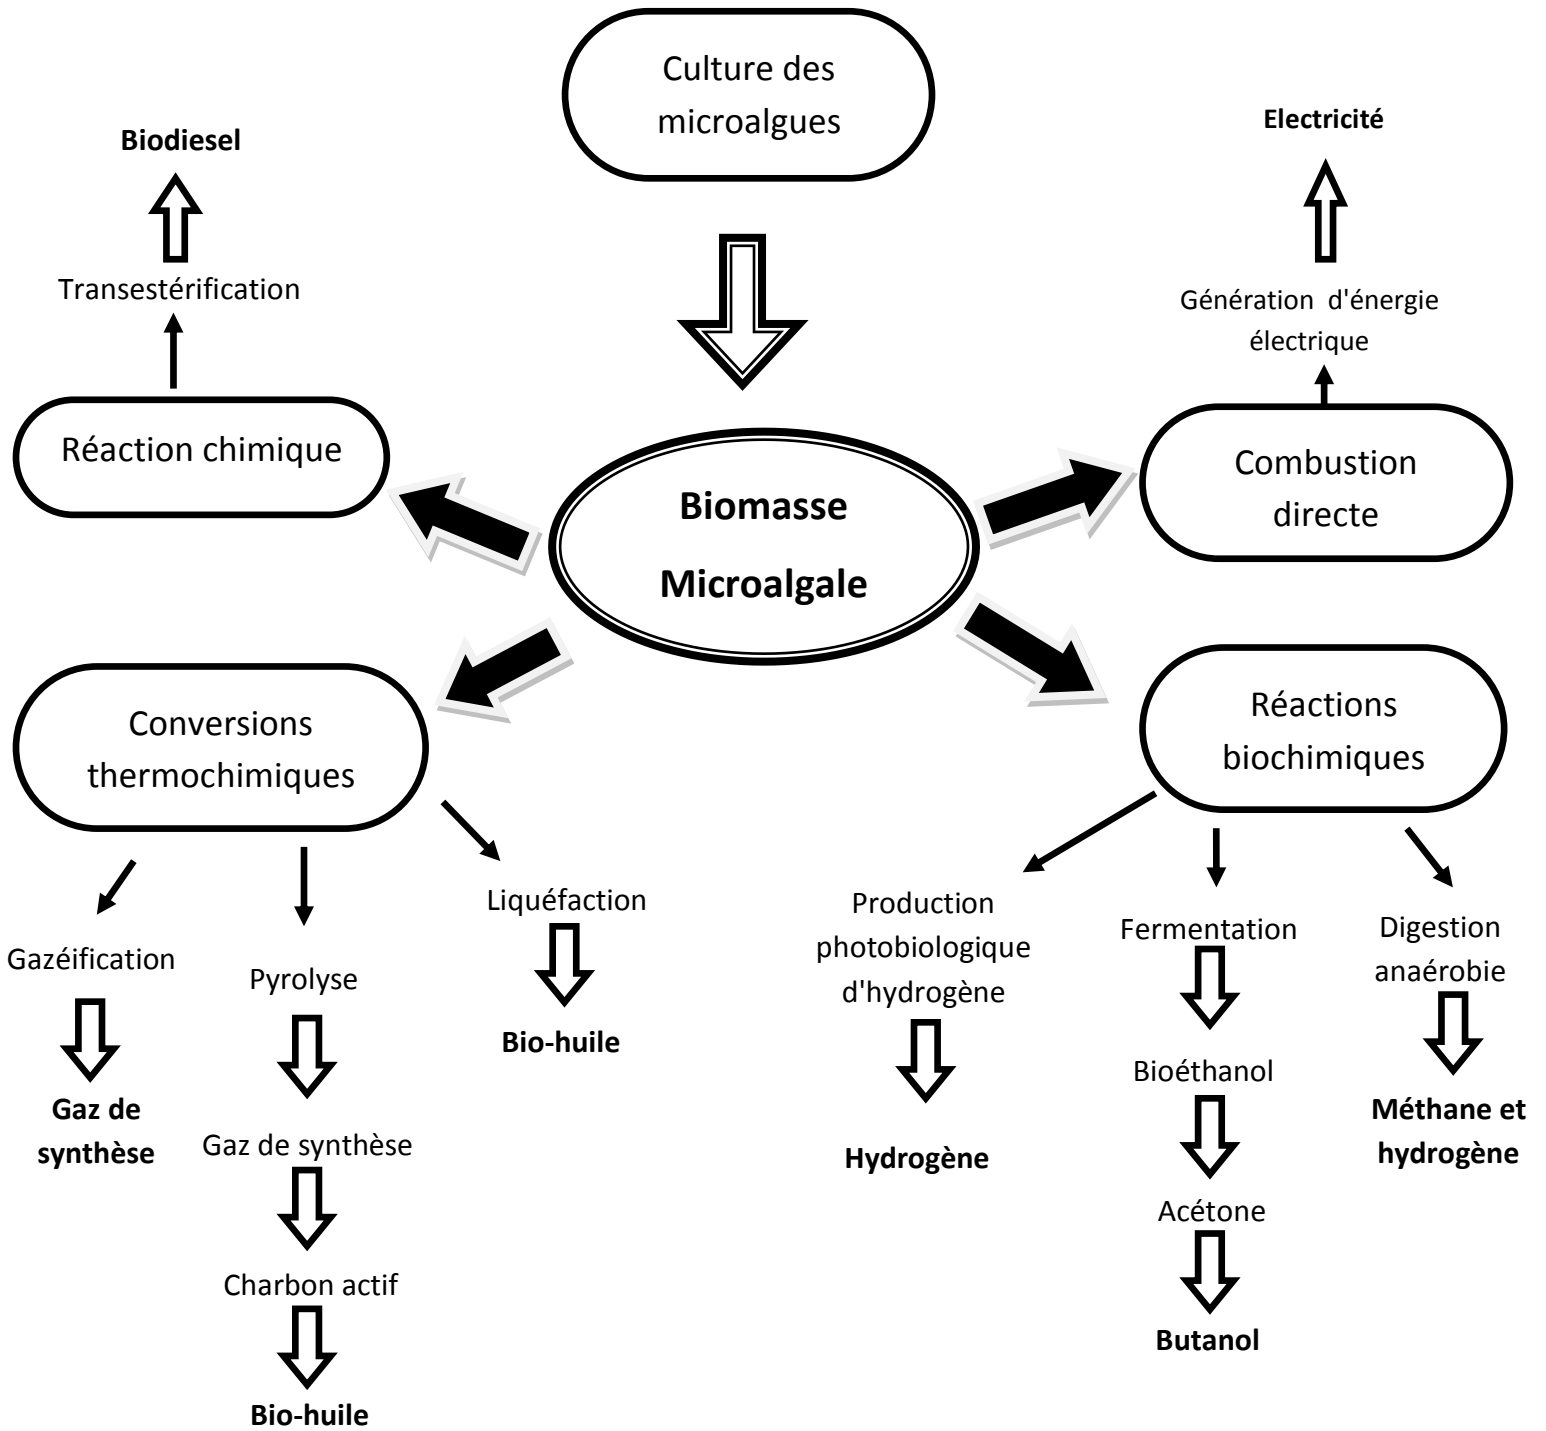 Culture des
microalgues
Biodiesel
Electricité
Transestérification
Génération  d'énergie
électrique
Réaction chimique
Combustion
directe
Biomasse
Microalgale
Conversions
thermochimiques
Réactions
biochimiques
Gazéification
Gaz de
synthèse
Pyrolyse
Gaz de synthèse
Charbon actif
Bio-huile
Liquéfaction
Bio-huile
Production
photobiologique
d'hydrogène
Hydrogène
Fermentation
Bioéthanol
Acétone
Butanol
Digestion
anaérobie
Méthane et
hydrogène